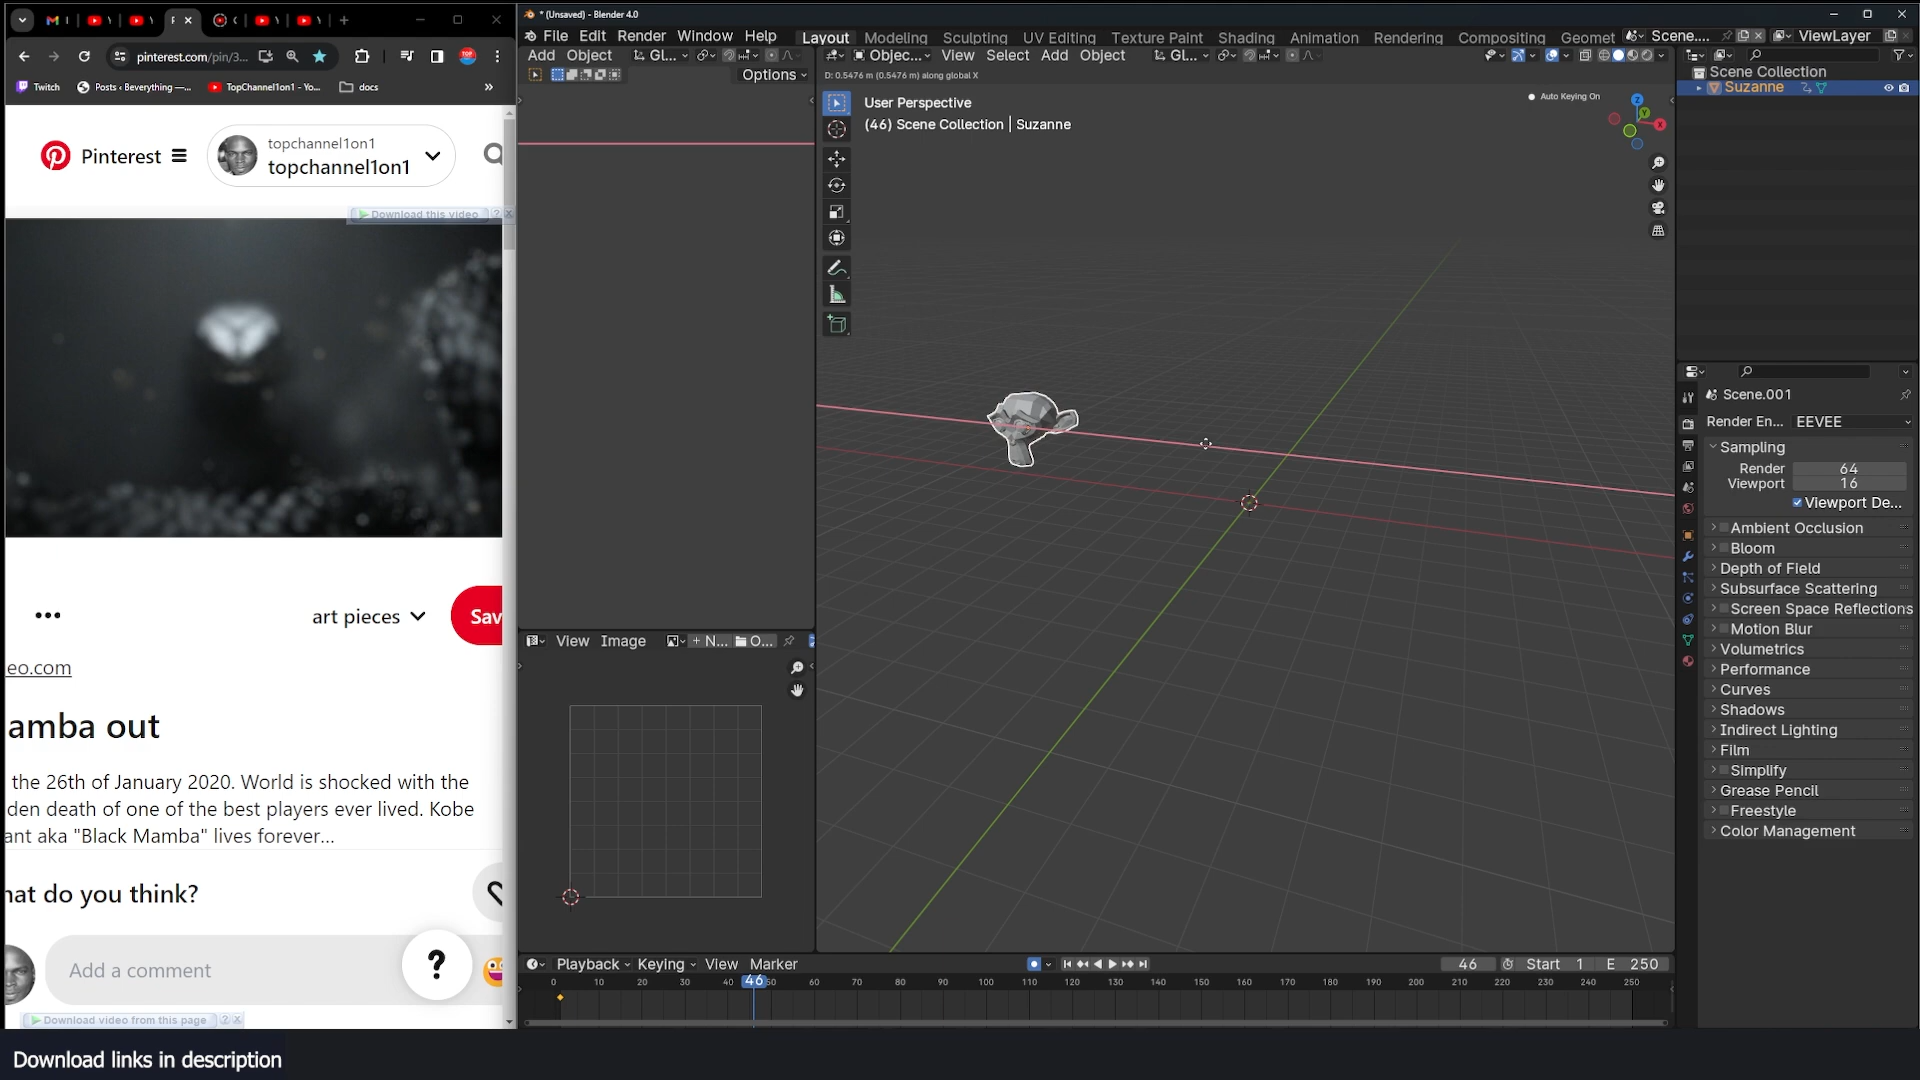 pinterest.com/pin/3...
Twitch
Posts ‹ Beverything —...
TopChannel1on1 - Yo...
docs
»
Pinterest
topchannel1on1
topchannel1on1
Download this video
art pieces
Sav
eo.com
amba out
the 26th of January 2020. World is shocked with the
den death of one of the best players ever lived. Kobe
ant aka "Black Mamba" lives forever...
hat do you think?
Add a comment
?
Download video from this page
* (Unsaved) - Blender 4.0
File Edit Render Window Help
Layout Modeling Sculpting UV Editing Texture Paint Shading Animation Rendering Compositing Geomet
Scene....
ViewLayer
Add Object GL...
Options
Objec... View Select Add Object GL...
D: 0.5476 m (0.5476 m) along global X
User Perspective
(46) Scene Collection | Suzanne
Auto Keying On
View Image + N... O...
Scene Collection
Suzanne
Scene.001
Render En... EEVEE
Sampling
Render 64
Viewport 16
Viewport De...
Ambient Occlusion
Bloom
Depth of Field
Subsurface Scattering
Screen Space Reflections
Motion Blur
Volumetrics
Performance
Curves
Shadows
Indirect Lighting
Film
Simplify
Grease Pencil
Freestyle
Color Management
Playback Keying View Marker
46 Start 1 E 250
0 10 20 30 40 46 50 60 70 80 90 100 110 120 130 140 150 160 170 180 190 200 210 220 230 240 250
Download links in description